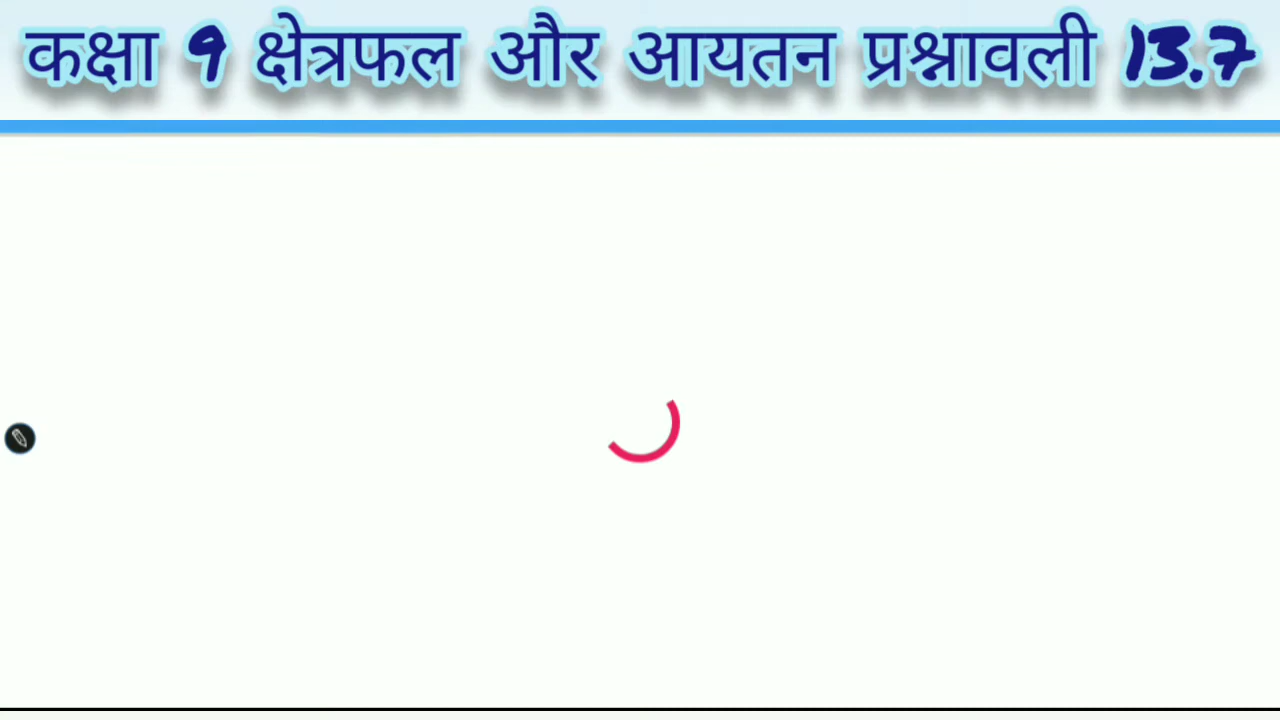 कक्षा 9 क्षेत्रफल और आयतन प्रश्नावली 13.7